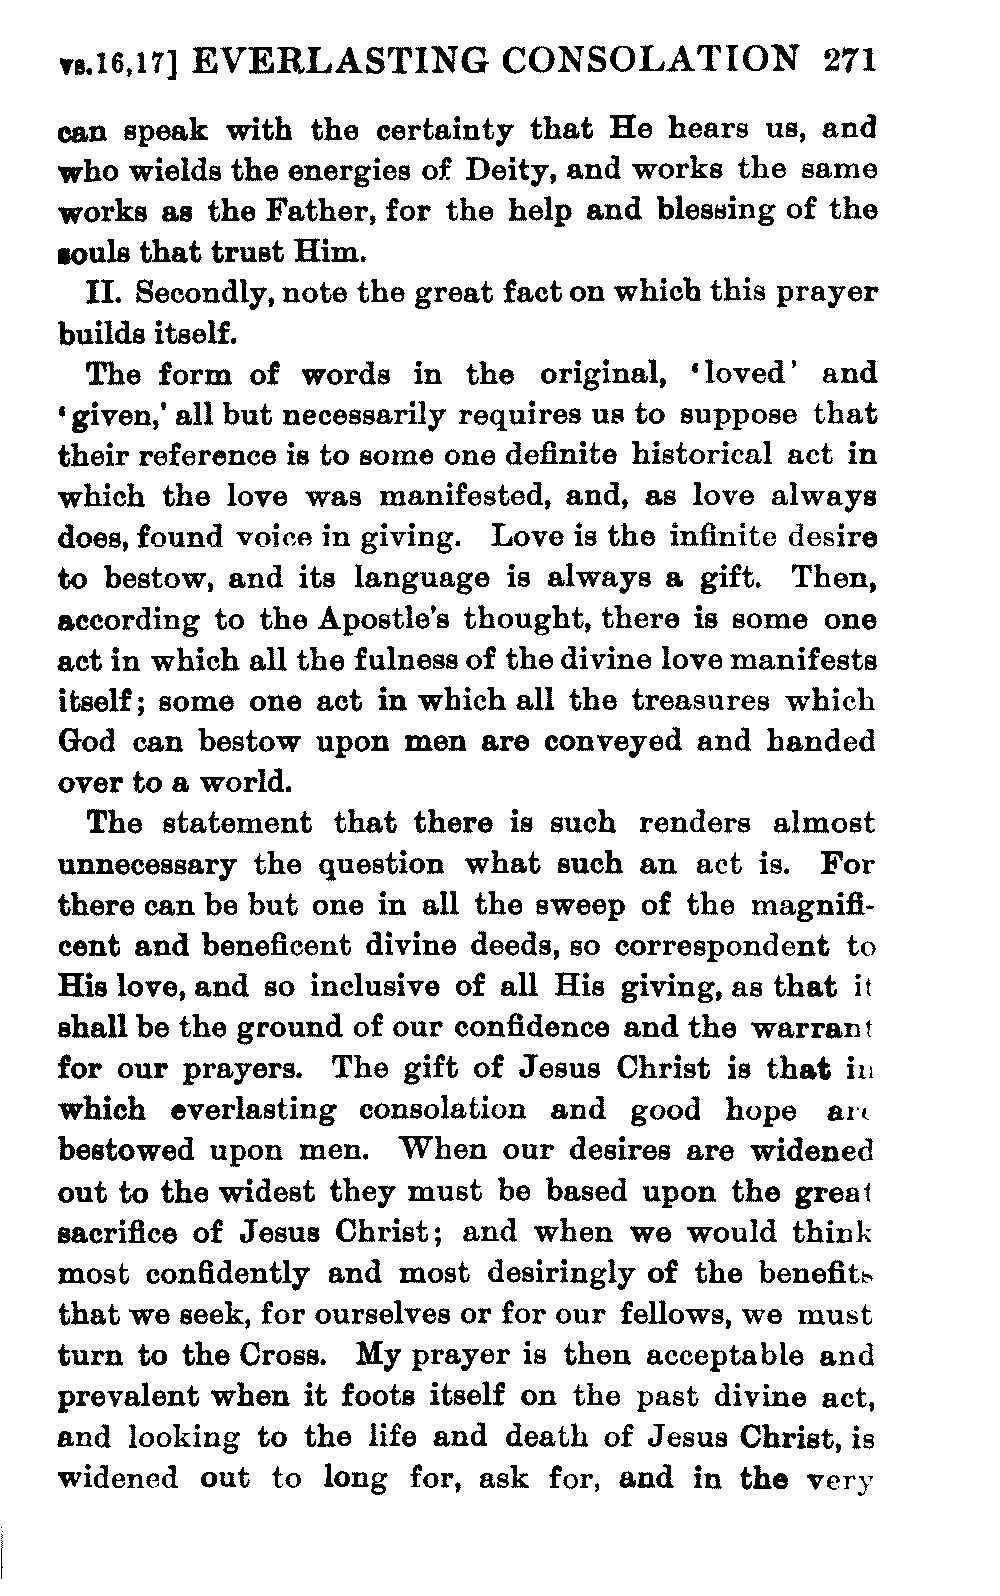 vs.16,17] EVERLASTING CONSOLATION 271
can speak with the certainty that He hears us, and
who wields the energies of Deity, and works the same
works as the Father, for the help and blessing of the
souls that trust Him.
II. Secondly, note the great fact on which this prayer
builds itself.
The form of words in the original, ‘loved’ and
‘given,’ all but necessarily requires us to suppose that
their reference is to some one definite historical act in
which the love was manifested, and, as love always
does, found voice in giving. Love is the infinite desire
to bestow, and its language is always a gift. Then,
according to the Apostle's thought, there is some one
act in which all the fulness of the divine love manifests
itself; some one act in which all the treasures which
God can bestow upon men are conveyed and handed
over to a world.
The statement that there is such renders almost
unnecessary the question what such an act is. For
there can be but one in all the sweep of the magnifi-
cent and beneficent divine deeds, so correspondent to
His love, and so inclusive of all His giving, as that it
shall be the ground of our confidence and the warrant
for our prayers. The gift of Jesus Christ is that in
which everlasting consolation and good hope are
bestowed upon men. When our desires are widened
out to the widest they must be based upon the great
sacrifice of Jesus Christ; and when we would think
most confidently and most desiringly of the benefits
that we seek, for ourselves or for our fellows, we must
turn to the Cross. My prayer is then acceptable and
prevalent when it foots itself on the past divine act,
and looking to the life and death of Jesus Christ, is
widened out to long for, ask for, and in the very